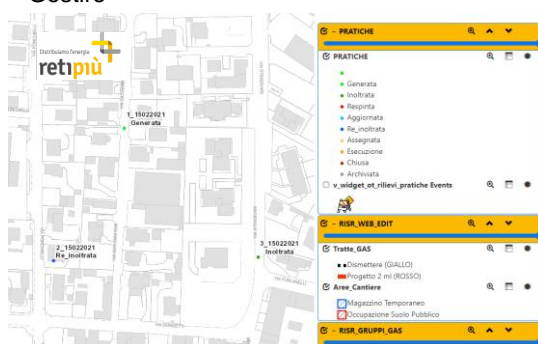 Distribuiamo l'energia
retipiù
1_15022021
Generata
2_15022021
Re_inoltrata
3_15022021
Inoltrata
– PRATICHE
PRATICHE
Generata
Inoltrata
Respinta
Aggiornata
Re_inoltrata
Assegnata
Esecuzione
Chiusa
Archiviata
v_widget_ot_rilievi_pratiche Events
– RISR_WEB_EDIT
Tratte_GAS
Dismettere (GIALLO)
Progetto 2 ml (ROSSO)
Aree_Cantiere
Magazzino Temporaneo
Occupazione Suolo Pubblico
– RISR_GRUPPI_GAS